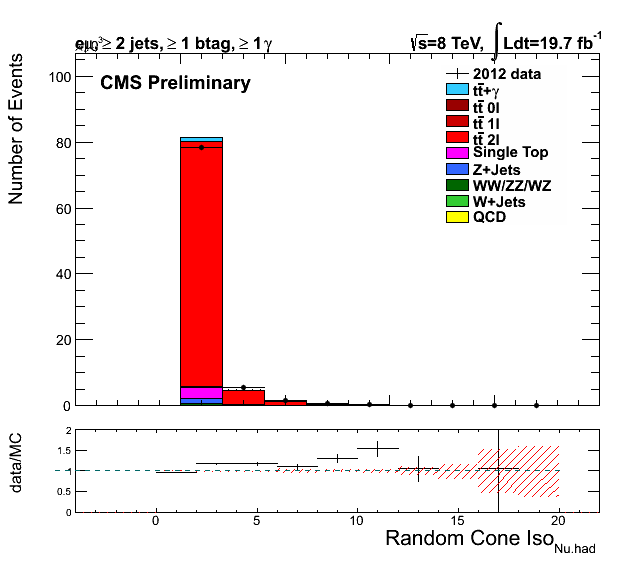 eμ, ≥ 2 jets, ≥ 1 btag, ≥ 1 γ
√s=8 TeV, ∫ Ldt=19.7 fb⁻¹
CMS Preliminary
2012 data
tt̄+γ
tt̄ 0l
tt̄ 1l
tt̄ 2l
Single Top
Z+Jets
WW/ZZ/WZ
W+Jets
QCD
Number of Events
100
80
60
40
20
0
data/MC
2
1.5
1
0.5
0
0 5 10 15 20
Random Cone Iso Nu.had